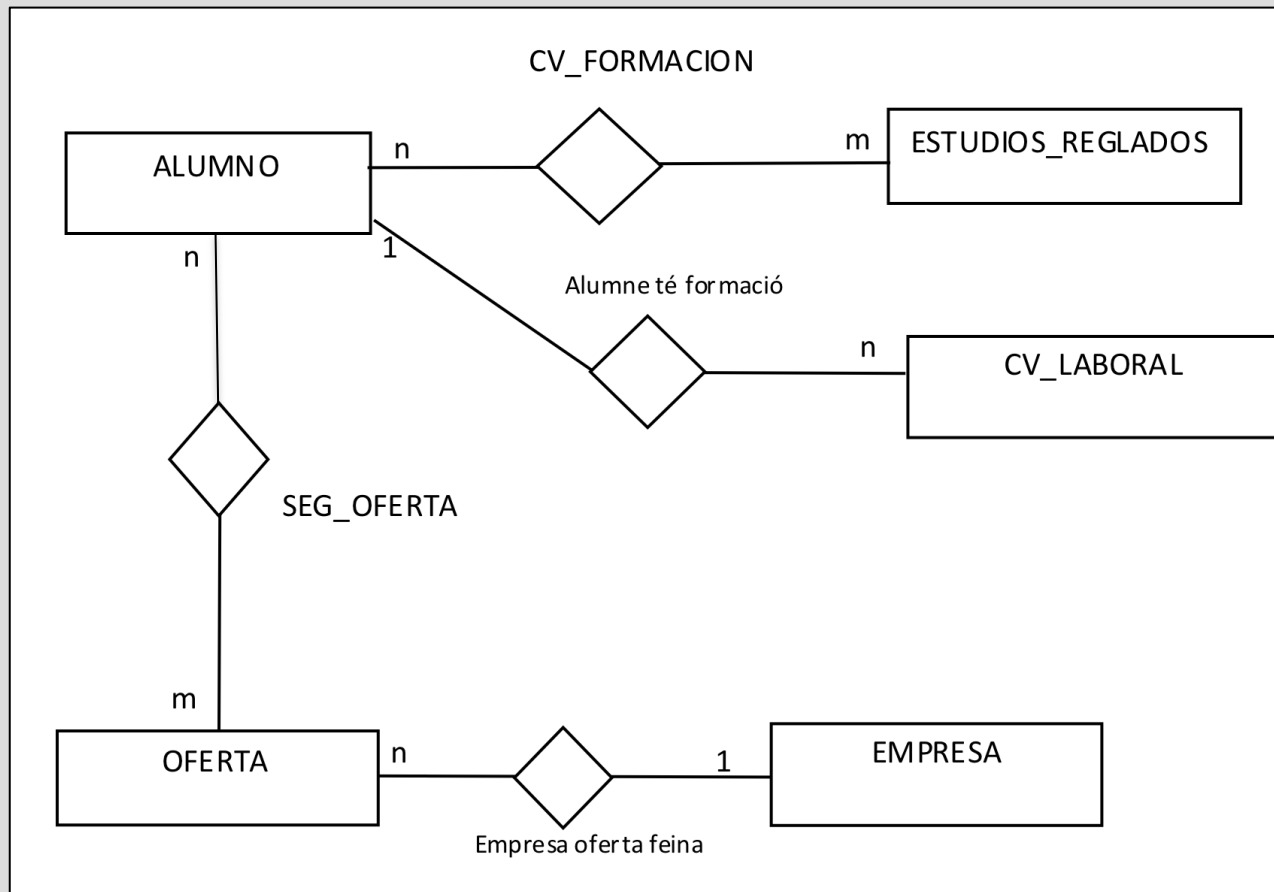 CV_FORMACION
ALUMNO
n
m
ESTUDIOS_REGLADOS
n
1
Alumne té formació
n
CV_LABORAL
SEG_OFERTA
m
OFERTA
n
1
EMPRESA
Empresa oferta feina